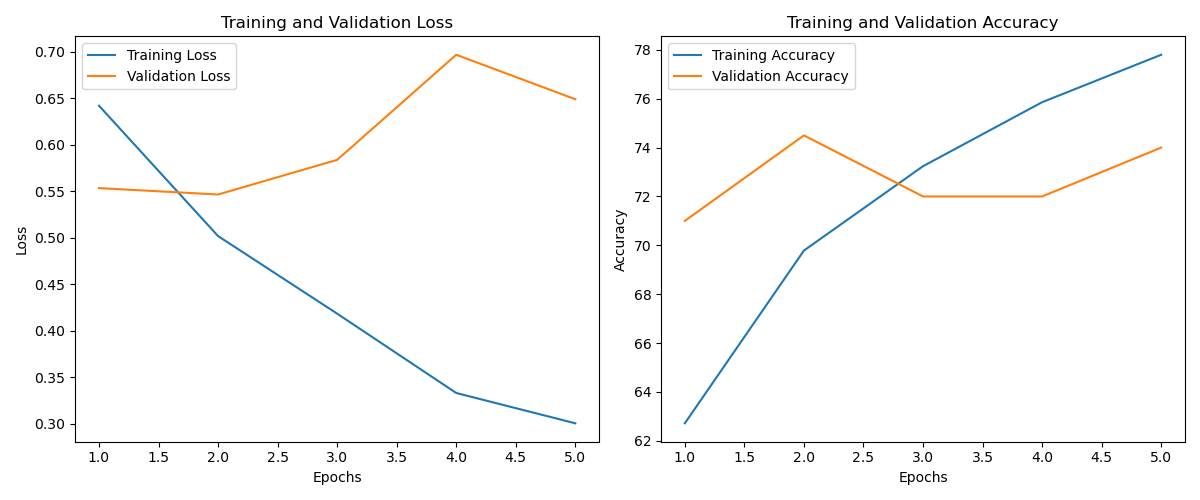 Training and Validation Loss
Training Loss
Validation Loss
0.70
0.65
0.60
0.55
0.50
0.45
0.40
0.35
0.30
Loss
1.0 1.5 2.0 2.5 3.0 3.5 4.0 4.5 5.0
Epochs
Training and Validation Accuracy
Training Accuracy
Validation Accuracy
78
76
74
72
70
68
66
64
62
Accuracy
1.0 1.5 2.0 2.5 3.0 3.5 4.0 4.5 5.0
Epochs